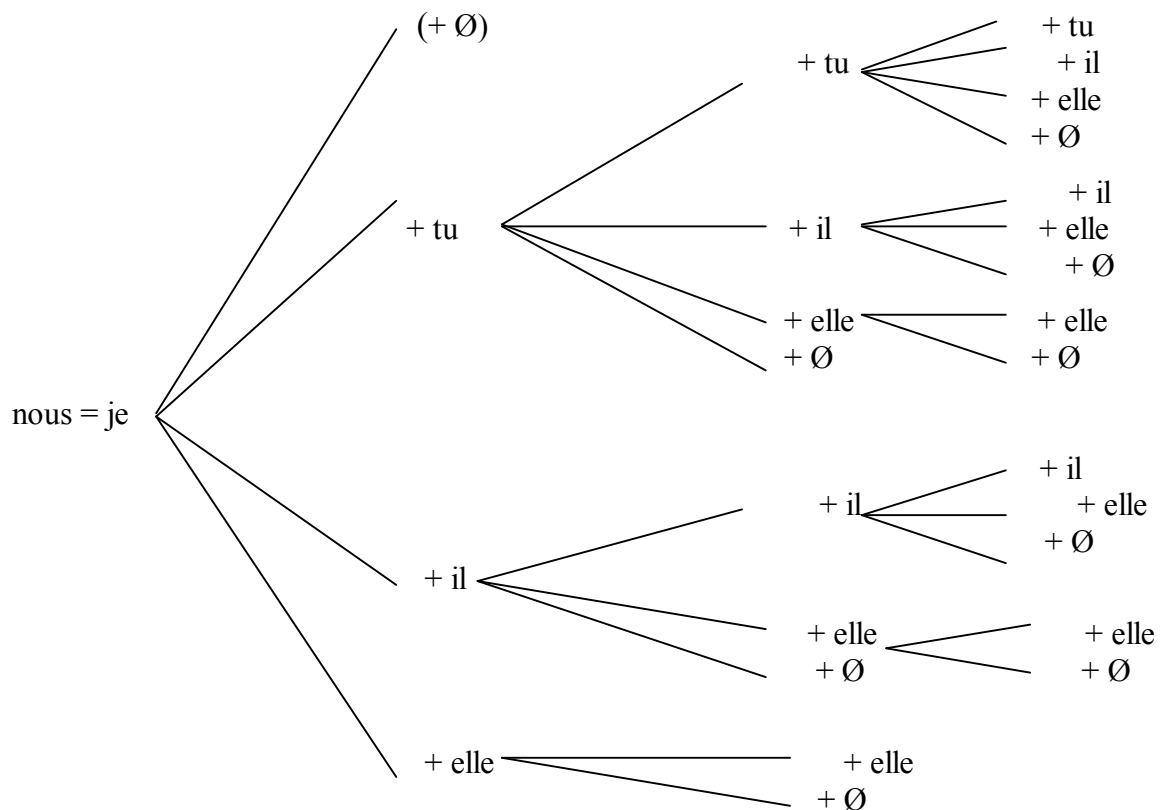 (+ Ø)
+ tu
+ tu
+ il
+ elle
+ Ø
+ tu
+ il
+ il
+ elle
+ Ø
+ elle
+ Ø
+ elle
+ Ø
nous = je
+ il
+ il
+ il
+ elle
+ Ø
+ elle
+ Ø
+ elle
+ Ø
+ elle
+ elle
+ Ø